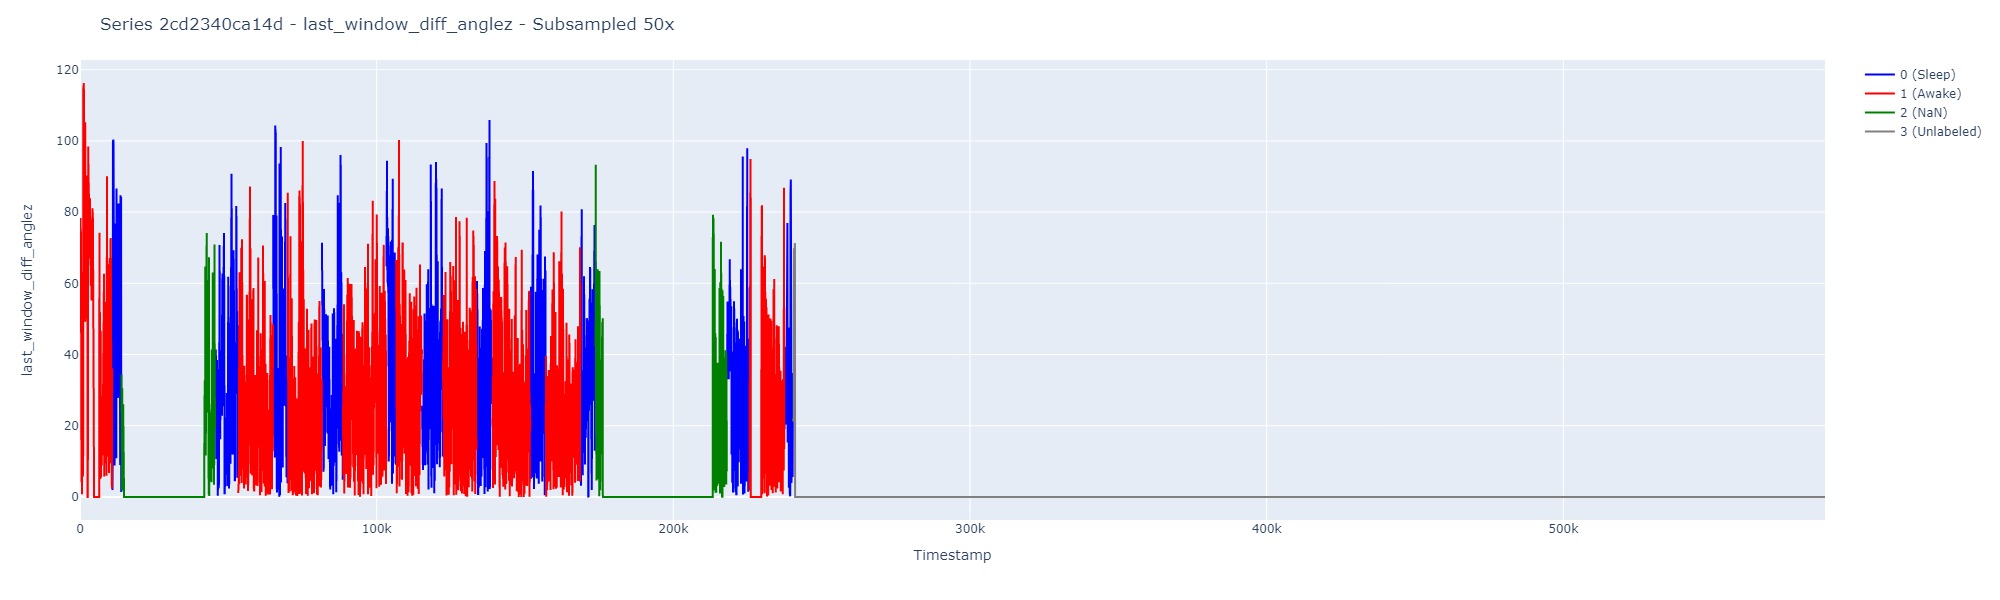 Series 2cd2340ca14d - last_window_diff_anglez - Subsampled 50x
last_window_diff_anglez
120
100
80
60
40
20
0
0 100k 200k 300k 400k 500k
Timestamp
0 (Sleep)
1 (Awake)
2 (NaN)
3 (Unlabeled)